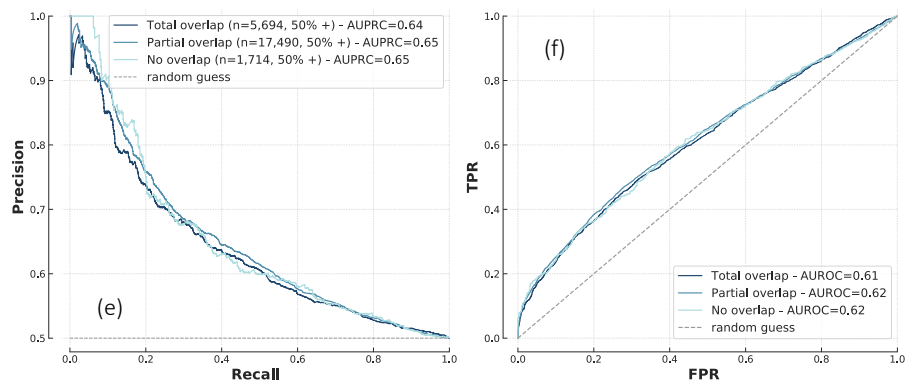 Total overlap (n=5,694, 50% +) – AUPRC=0.64
Partial overlap (n=17,490, 50% +) – AUPRC=0.65
No overlap (n=1,714, 50% +) – AUPRC=0.65
random guess
1.0
0.9
0.8
0.7
0.6
0.5
Precision
(e)
0.0 0.2 0.4 0.6 0.8 1.0
Recall
(f)
1.0
0.8
0.6
0.4
0.2
0.0
TPR
Total overlap – AUROC=0.61
Partial overlap – AUROC=0.62
No overlap – AUROC=0.62
random guess
0.0 0.2 0.4 0.6 0.8 1.0
FPR